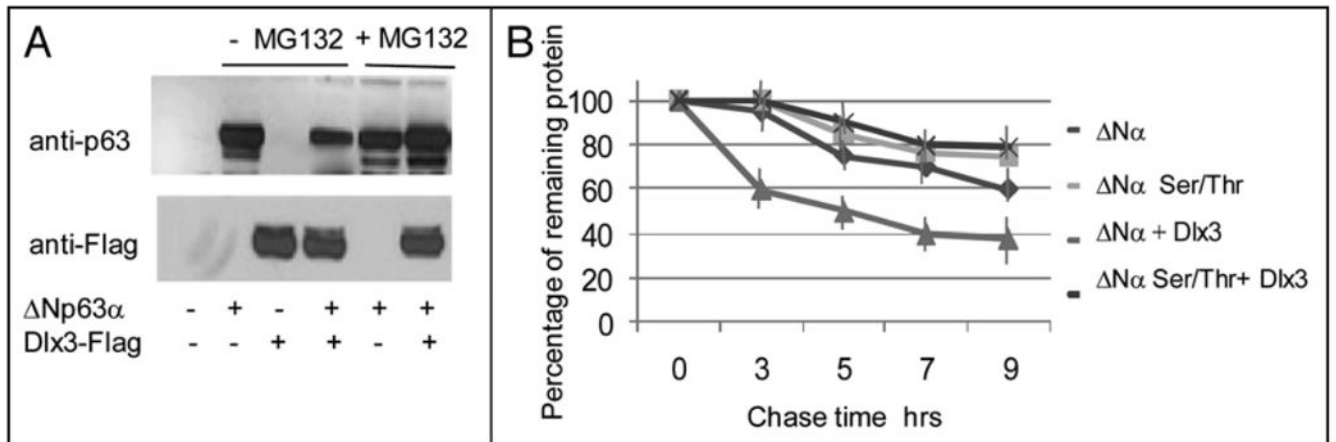 A
- MG132 + MG132
anti-p63
anti-Flag
ΔNp63α - + - + + +
Dlx3-Flag - - + + - +
B
Percentage of remaining protein
100
80
60
40
20
0
0 3 5 7 9
Chase time hrs
ΔNα
ΔNα Ser/Thr
ΔNα + Dlx3
ΔNα Ser/Thr+ Dlx3